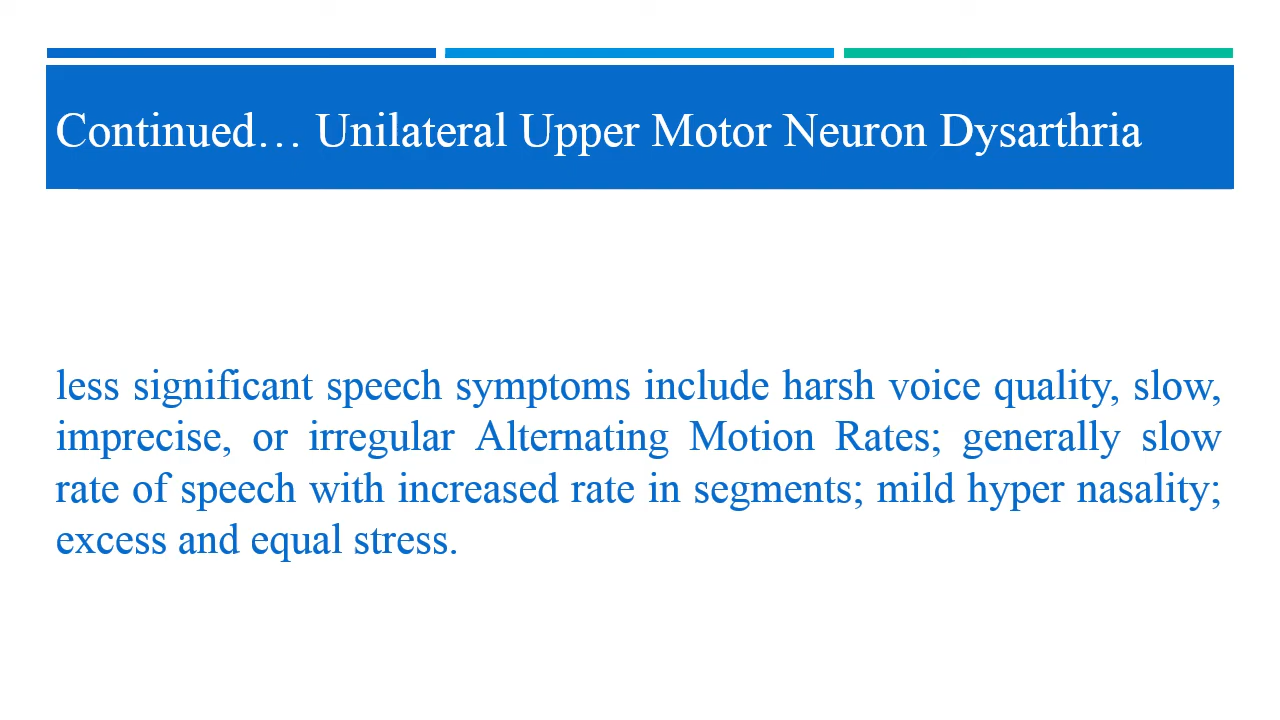 Continued… Unilateral Upper Motor Neuron Dysarthria
less significant speech symptoms include harsh voice quality, slow,
imprecise, or irregular Alternating Motion Rates; generally slow
rate of speech with increased rate in segments; mild hyper nasality;
excess and equal stress.